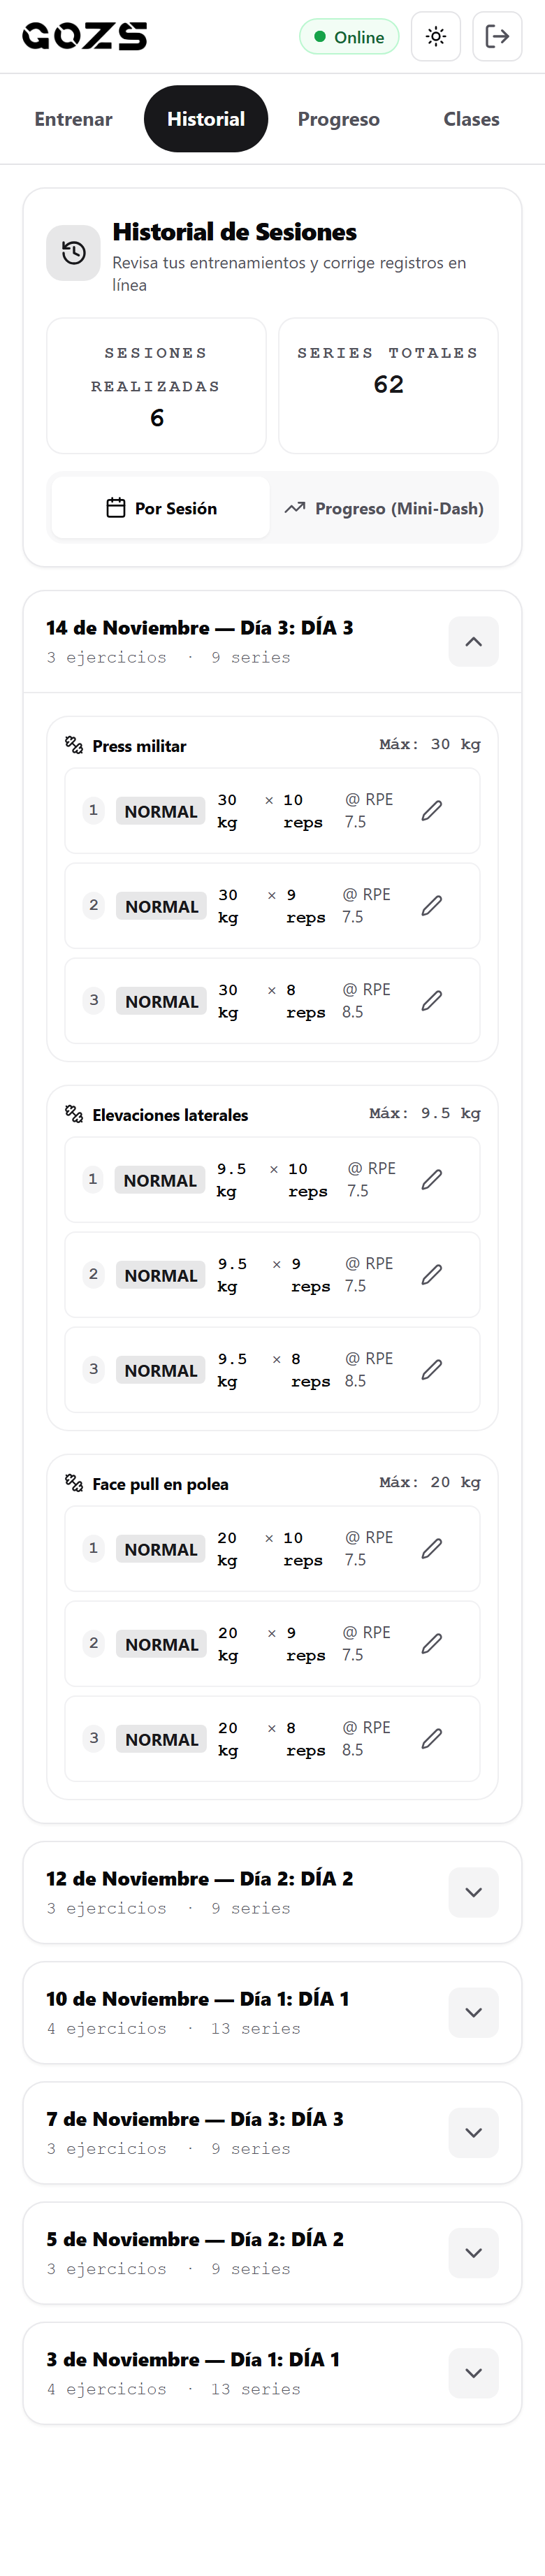 GOZS
Online
Entrenar Historial Progreso Clases
Historial de Sesiones
Revisa tus entrenamientos y corrige registros en
línea
SESIONES
REALIZADAS
6
SERIES TOTALES
62
Por Sesión
Progreso (Mini-Dash)
14 de Noviembre — Día 3: DÍA 3
3 ejercicios · 9 series
Press militar Máx: 30 kg
1 NORMAL 30 kg × 10 reps @ RPE 7.5
2 NORMAL 30 kg × 9 reps @ RPE 7.5
3 NORMAL 30 kg × 8 reps @ RPE 8.5
Elevaciones laterales Máx: 9.5 kg
1 NORMAL 9.5 kg × 10 reps @ RPE 7.5
2 NORMAL 9.5 kg × 9 reps @ RPE 7.5
3 NORMAL 9.5 kg × 8 reps @ RPE 8.5
Face pull en polea Máx: 20 kg
1 NORMAL 20 kg × 10 reps @ RPE 7.5
2 NORMAL 20 kg × 9 reps @ RPE 7.5
3 NORMAL 20 kg × 8 reps @ RPE 8.5
12 de Noviembre — Día 2: DÍA 2
3 ejercicios · 9 series
10 de Noviembre — Día 1: DÍA 1
4 ejercicios · 13 series
7 de Noviembre — Día 3: DÍA 3
3 ejercicios · 9 series
5 de Noviembre — Día 2: DÍA 2
3 ejercicios · 9 series
3 de Noviembre — Día 1: DÍA 1
4 ejercicios · 13 series